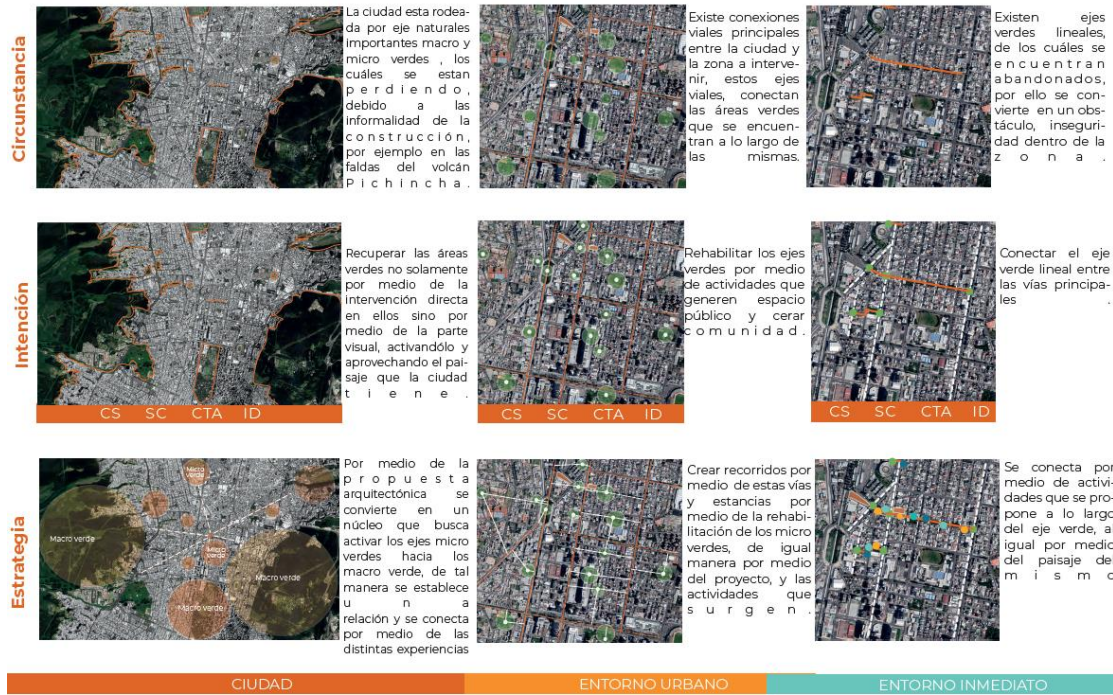 Circunstancia
La ciudad esta rodea-
da por eje naturales
importantes macro y
micro verdes , los
cuáles se estan
perdiendo,
debido a las
informalidad de la
construcción,
por ejemplo en las
faldas del volcán
Pichincha.
Existe conexiones
viales principales
entre la ciudad y
la zona a interve-
nir, estos ejes
viales, conectan
las áreas verdes
que se encuen-
tran a lo largo de
las mismas.
Existen ejes
verdes lineales,
de los cuáles se
encuentran
abandonados,
por ello se con-
vierte en un obs-
táculo, inseguri-
dad dentro de la
zona.
Intención
Recuperar las áreas
verdes no solamente
por medio de la
intervención directa
en ellos sino por
medio de la parte
visual, activandólo y
aprovechando el pai-
saje que la ciudad
tiene.
CS SC CTA ID
Rehabilitar los ejes
verdes por medio
de actividades que
generen espacio
público y cerar
comunidad.
CS SC CTA ID
Conectar el eje
verde lineal entre
las vías principa-
les .
CS SC CTA ID
Estrategia
Macro verde
Micro verde
Micro verde
Macro verde
Macro verde
Por medio de la
propuesta
arquitectónica se
convierte en un
núcleo que busca
activar los ejes micro
verdes hacia los
macro verde, de tal
manera se establece
una
relación y se conecta
por medio de las
distintas experiencias
Crear recorridos por
medio de estas vías
y estancias por
medio de la rehabi-
litación de los micro
verdes, de igual
manera por medio
del proyecto, y las
actividades que
surgen.
Se conecta por
medio de activi-
dades que se pro-
pone a lo largo
del eje verde, al
igual por medio
del paisaje del
mismo
CIUDAD
ENTORNO URBANO
ENTORNO INMEDIATO